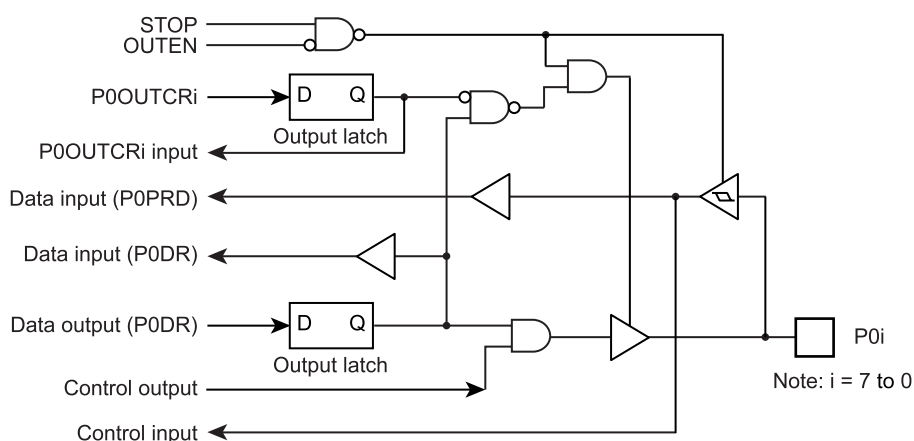 STOP
OUTEN
P0OUTCRi
D Q
Output latch
P0OUTCRi input
Data input (P0PRD)
Data input (P0DR)
Data output (P0DR)
D Q
Output latch
P0i
Note: i = 7 to 0
Control output
Control input